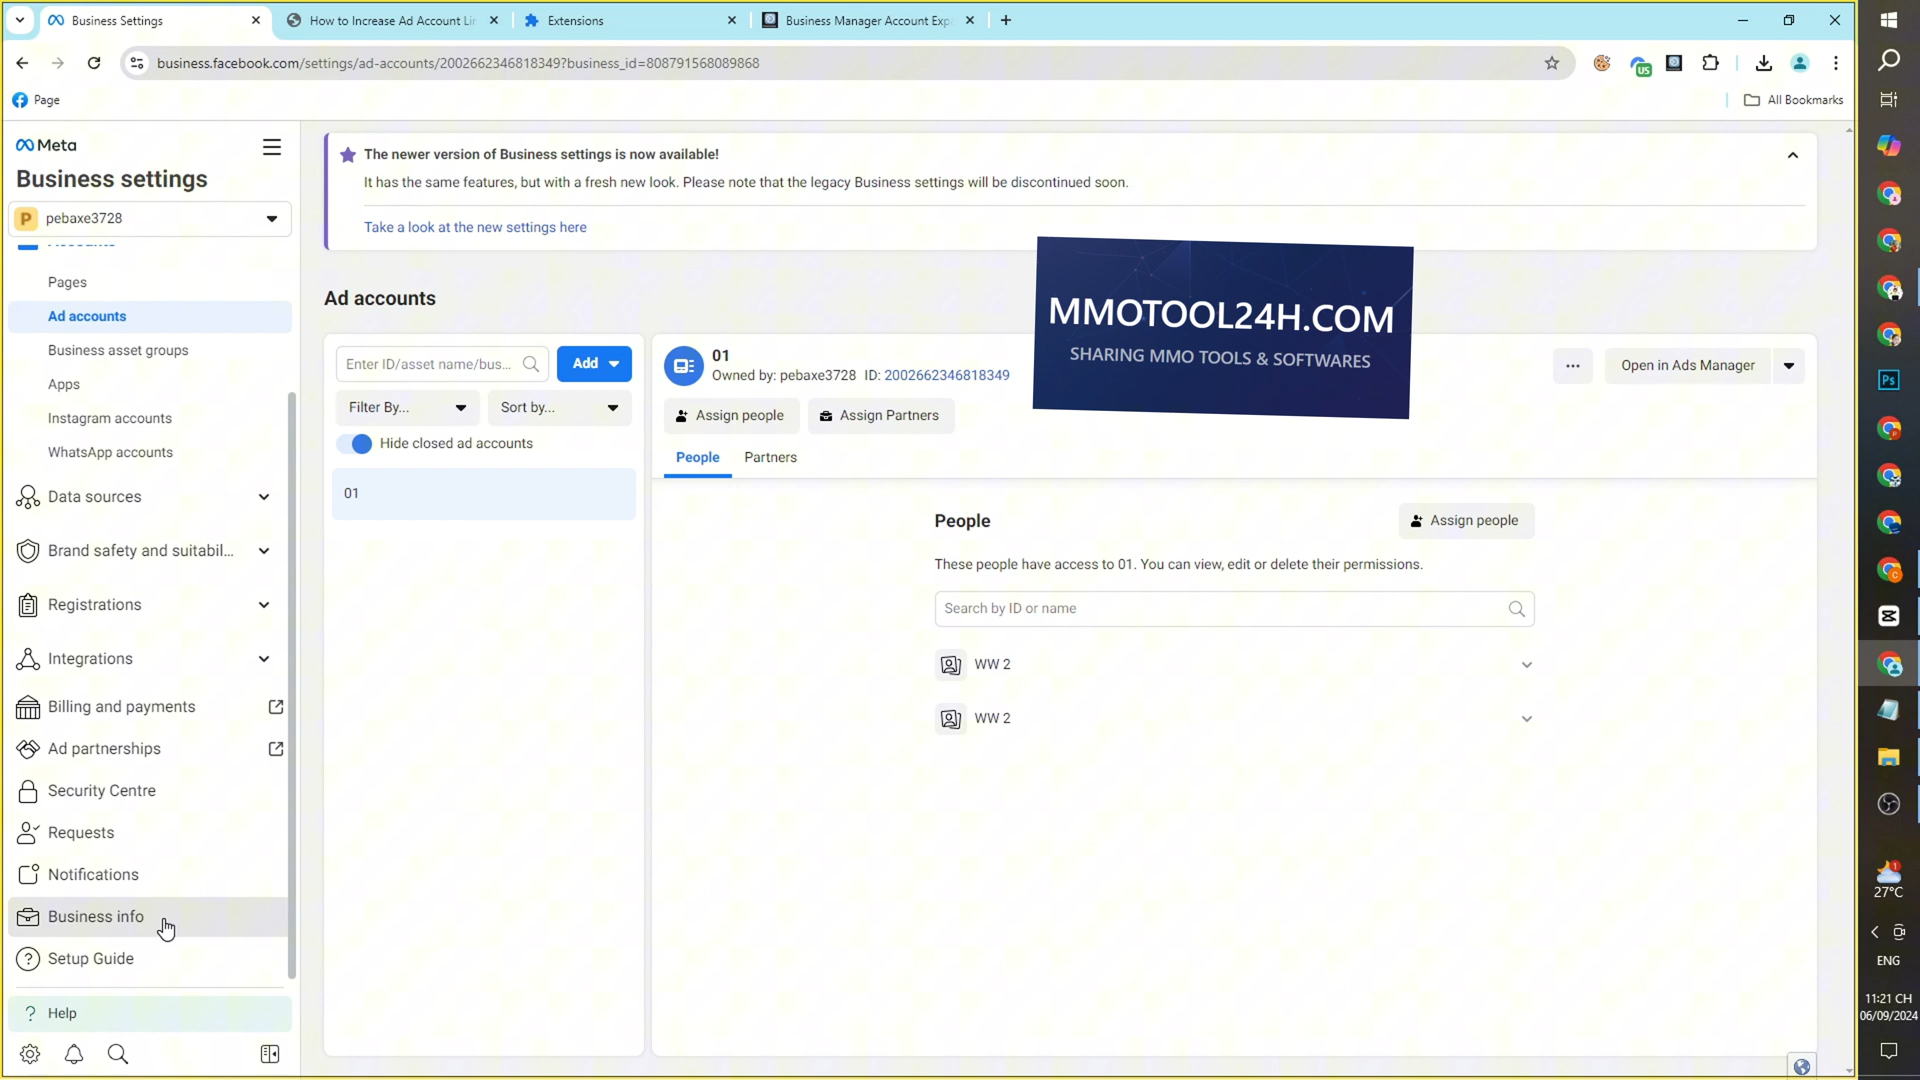 Business Settings
How to Increase Ad Account Li
Extensions
Business Manager Account Exp
business.facebook.com/settings/ad-accounts/2002662346818349?business_id=808791568089868
US
Page
All Bookmarks
Meta
Business settings
P pebaxe3728
Accounts
Pages
Ad accounts
Business asset groups
Apps
Instagram accounts
WhatsApp accounts
Data sources
Brand safety and suitabil...
Registrations
Integrations
Billing and payments
Ad partnerships
Security Centre
Requests
Notifications
Business info
Setup Guide
? Help
The newer version of Business settings is now available!
It has the same features, but with a fresh new look. Please note that the legacy Business settings will be discontinued soon.
Take a look at the new settings here
Ad accounts
Enter ID/asset name/bus...
Add
Filter By...
Sort by...
Hide closed ad accounts
01
01
Owned by: pebaxe3728 ID: 2002662346818349
Assign people
Assign Partners
Open in Ads Manager
People
Partners
MMOTOOL24H.COM
SHARING MMO TOOLS & SOFTWARES
People
Assign people
These people have access to 01. You can view, edit or delete their permissions.
Search by ID or name
WW 2
WW 2
Ps
1
27°C
ENG
11:21 CH
06/09/2024